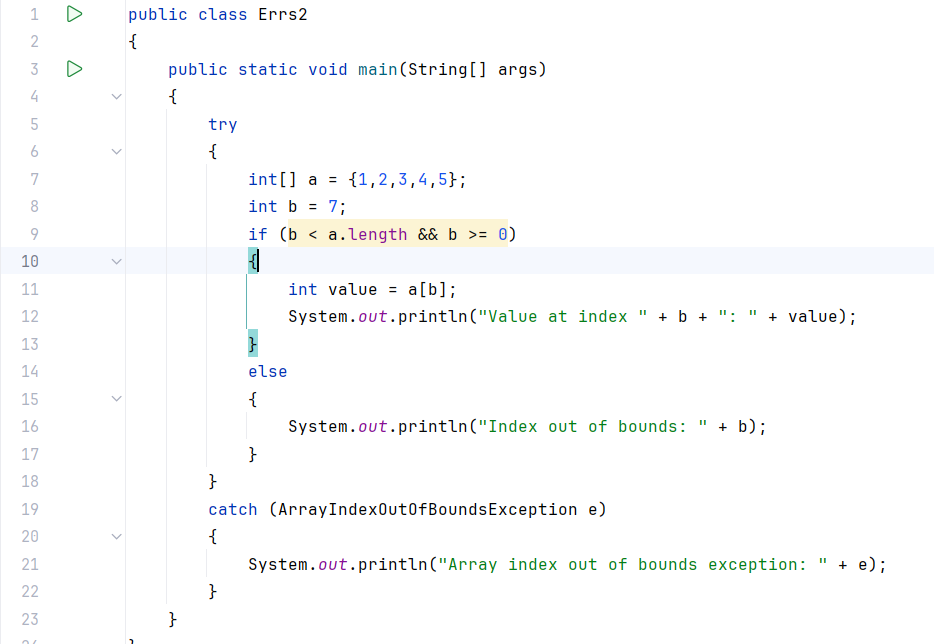 1 public class Errs2
2 {
3     public static void main(String[] args)
4     {
5         try
6         {
7             int[] a = {1,2,3,4,5};
8             int b = 7;
9             if (b < a.length && b >= 0)
10             {
11                 int value = a[b];
12                 System.out.println("Value at index " + b + ": " + value);
13             }
14             else
15             {
16                 System.out.println("Index out of bounds: " + b);
17             }
18         }
19         catch (ArrayIndexOutOfBoundsException e)
20         {
21             System.out.println("Array index out of bounds exception: " + e);
22         }
23     }
24 }